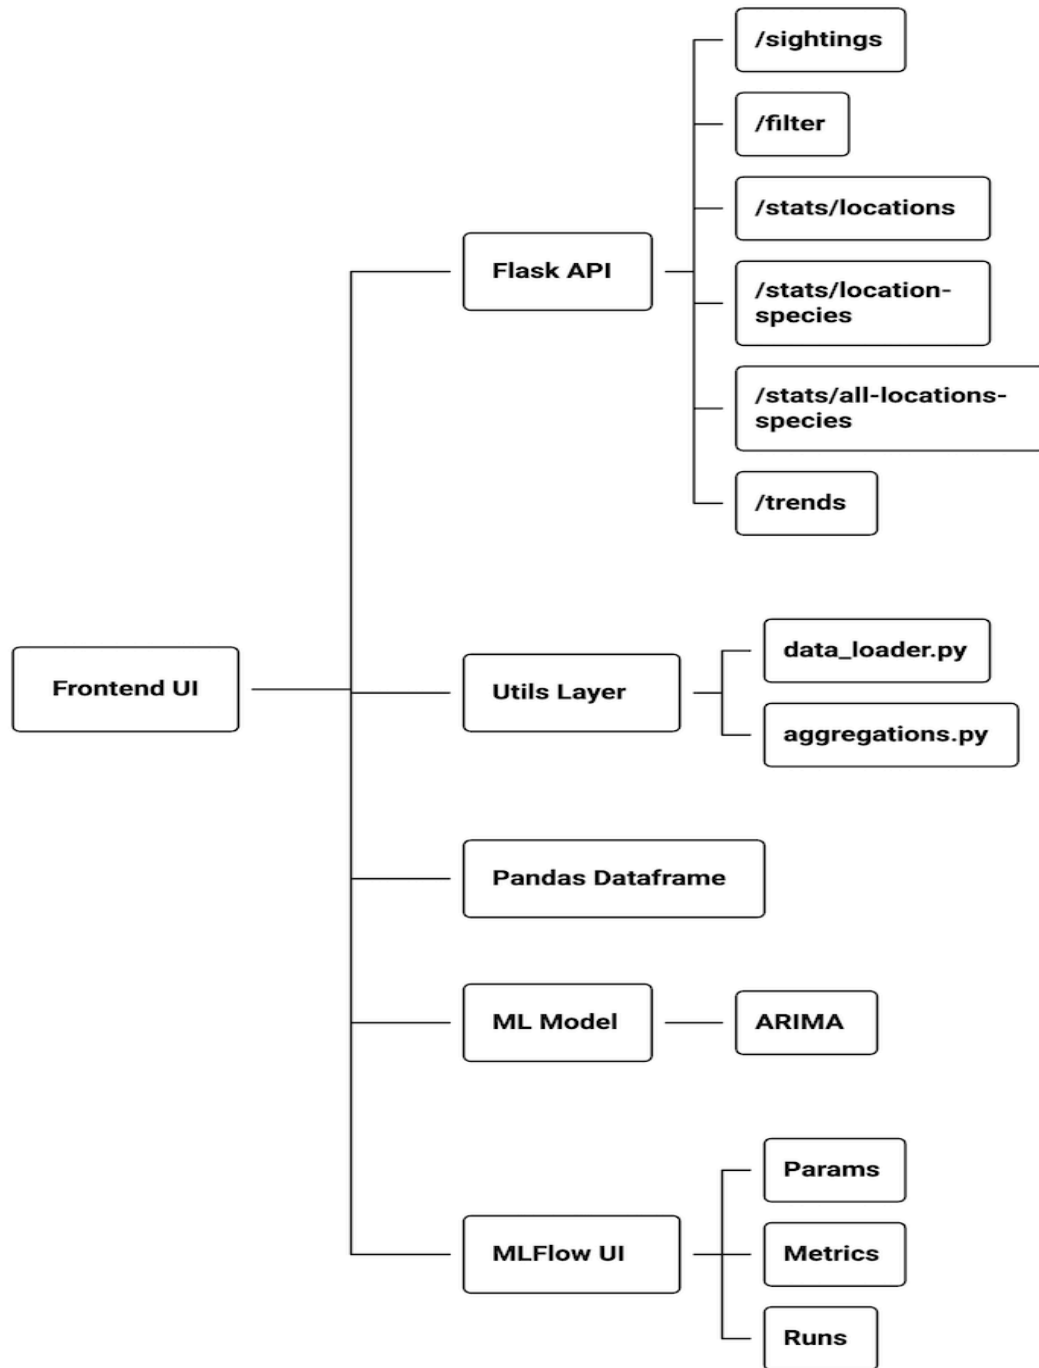 /sightings
/filter
/stats/locations
Flask API
/stats/location-
species
/stats/all-locations-
species
/trends
data_loader.py
Frontend UI
Utils Layer
aggregations.py
Pandas Dataframe
ML Model
ARIMA
Params
MLFlow UI
Metrics
Runs